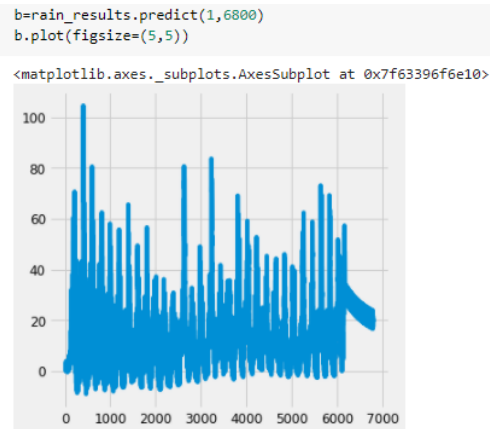 b=rain_results.predict(1,6800)
b.plot(figsize=(5,5))
<matplotlib.axes._subplots.AxesSubplot at 0x7f63396f6e10>
100
80
60
40
20
0
0 1000 2000 3000 4000 5000 6000 7000